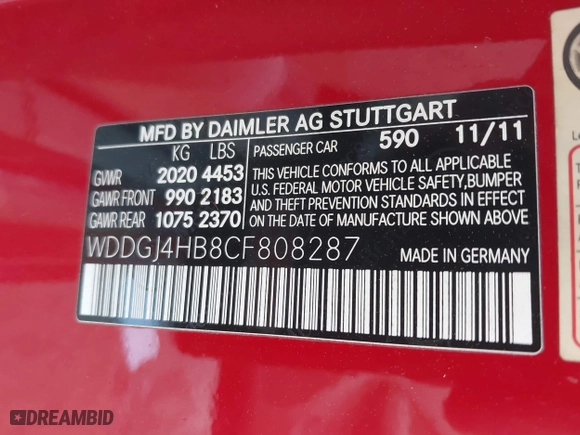 MFD BY DAIMLER AG STUTTGART
KG LBS PASSENGER CAR 590 11/11
GVWR 2020 4453
GAWR FRONT 990 2183
GAWR REAR 1075 2370
THIS VEHICLE CONFORMS TO ALL APPLICABLE
U.S. FEDERAL MOTOR VEHICLE SAFETY, BUMPER
AND THEFT PREVENTION STANDARDS IN EFFECT
ON THE DATE OF MANUFACTURE SHOWN ABOVE
WDDGJ4HB8CF808287 MADE IN GERMANY
DREAMBID